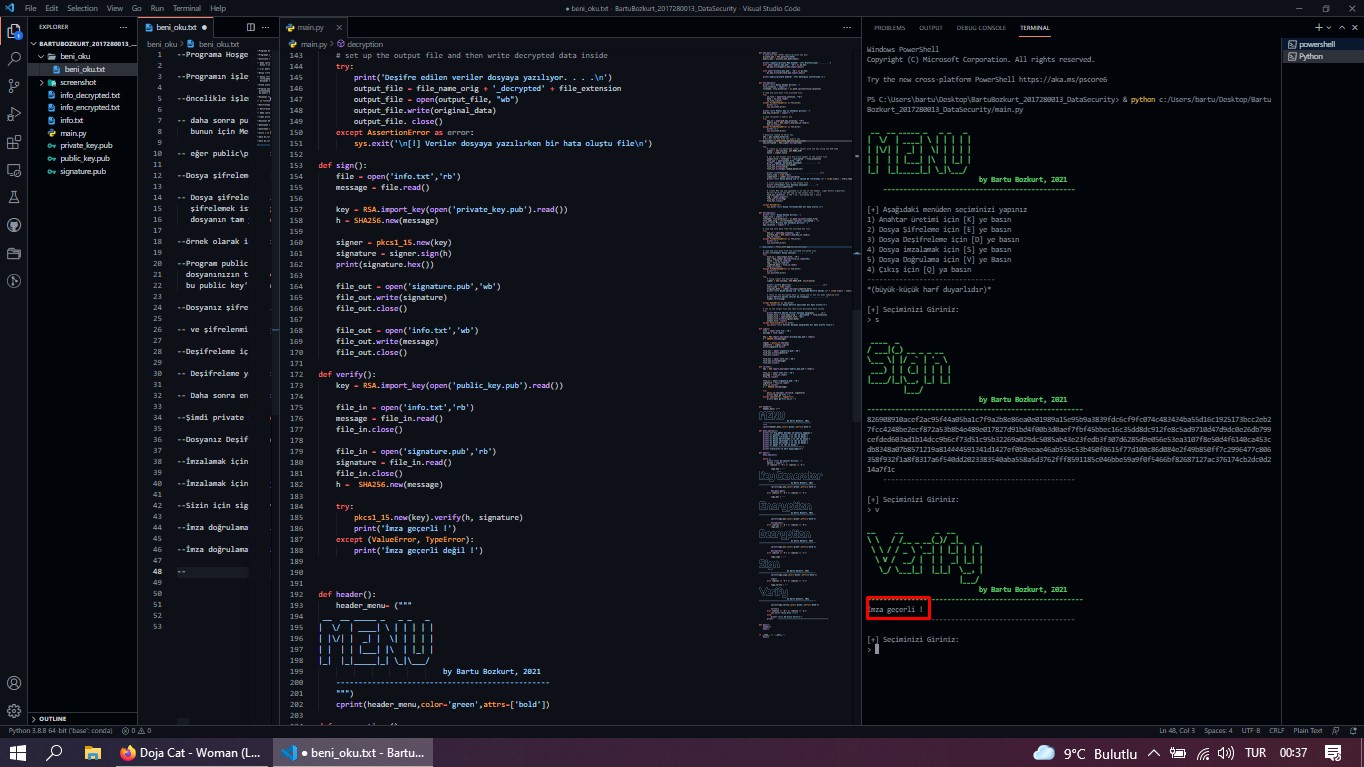 File Edit Selection View Go Run Terminal Help
● beni_oku.txt - BartuBozkurt_2017280013_DataSecurity - Visual Studio Code
EXPLORER
BARTUBOZKURT_2017280013_...
beni_oku
beni_oku.txt
screenshot
info_decrypted.txt
info_encrypted.txt
info.txt
main.py
private_key.pub
public_key.pub
signature.pub
OUTLINE
beni_oku.txt ●
beni_oku > beni_oku.txt
1 --Programa Hoşge
2
3 --Programın işle
4
5 --öncelikle işle
6
7 -- daha sonra pu
8 bunun için Me
9
10 -- eğer public\p
11
12 --Dosya şifreleme
13
14 -- Dosya şifrelem
15 şifrelemek ist
16 dosyanın tam y
17
18 --örnek olarak i
19
20 --Program public
21 dosyanınızın t
22 bu public key'
23
24 --Dosyanız şifre
25
26 -- ve şifrelenmi
27
28 --Deşifreleme iç
29
30 -- Deşifreleme y
31
32 -- Daha sonra en
33
34 --Şimdi private
35
36 --Dosyanız Deşif
37
38 --İmzalamak için
39
40 --İmzalamak için
41
42 --Sizin için sig
43
44 --İmza doğrulama
45
46 --İmza doğrulama
47
48 --
49
50
51
52
53
main.py
main.py > decryption
143 # set up the output file and then write decrypted data inside
144 try:
145 print('Deşifre edilen veriler dosyaya yazılıyor. . . .\n')
146 output_file = file_name_orig + '_decrypted' + file_extension
147 output_file = open(output_file, "wb")
148 output_file.write(original_data)
149 output_file. close()
150 except AssertionError as error:
151 sys.exit('\n[!] Veriler dosyaya yazılırken bir hata oluştu file\n')
152
153 def sign():
154 file = open('info.txt','rb')
155 message = file.read()
156
157 key = RSA.import_key(open('private_key.pub').read())
158 h = SHA256.new(message)
159
160 signer = pkcs1_15.new(key)
161 signature = signer.sign(h)
162 print(signature.hex())
163
164 file_out = open('signature.pub','wb')
165 file_out.write(signature)
166 file_out.close()
167
168 file_out = open('info.txt','wb')
169 file_out.write(message)
170 file_out.close()
171
172 def verify():
173 key = RSA.import_key(open('public_key.pub').read())
174
175 file_in = open('info.txt','rb')
176 message = file_in.read()
177 file_in.close()
178
179 file_in = open('signature.pub','rb')
180 signature = file_in.read()
181 file_in.close()
182 h = SHA256.new(message)
183
184 try:
185 pkcs1_15.new(key).verify(h, signature)
186 print('İmza geçerli !')
187 except (ValueError, TypeError):
188 print('İmza geçerli değil !')
189
190
191
192 def header():
193 header_menu= ("""
194
195
196
197
198
199 by Bartu Bozkurt, 2021
200 -----------------------------------------------
201 """)
202 cprint(header_menu,color='green',attrs=['bold'])
203
MENU
Key Generator
Encryption
Decryption
Sign
Verify
PROBLEMS OUTPUT DEBUG CONSOLE TERMINAL
powershell
Python
Windows PowerShell
Copyright (C) Microsoft Corporation. All rights reserved.
Try the new cross-platform PowerShell https://aka.ms/pscore6
PS C:\Users\bartu\Desktop\BartuBozkurt_2017280013_DataSecurity> & python c:/Users/bartu/Desktop/Bartu
Bozkurt_2017280013_DataSecurity/main.py
MENU
by Bartu Bozkurt, 2021
-----------------------------------------------
[+] Aşağıdaki menüden seçiminizi yapınız
1) Anahtar üretimi için [K] ye basın
2) Dosya Şifreleme için [E] ye basın
3) Dosya Deşifreleme için [D] ye basın
4) Dosya imzalamak için [S] ye basın
5) Dosya Doğrulama için [V] ye Basın
4) Çıkış için [Q] ya basın
-------------------------------
*(büyük-küçük harf duyarlıdır)*
[+] Seçiminizi Giriniz:
> s
Sign
by Bartu Bozkurt, 2021
-----------------------------------------------
[+] Seçiminizi Giriniz:
> v
Verify
by Bartu Bozkurt, 2021
-----------------------------------------------
İmza geçerli !
-----------------------------------------------
[+] Seçiminizi Giriniz:
>
Python 3.8.8 64-bit ('base': conda) 0 0
Ln 48, Col 3 Spaces: 4 UTF-8 CRLF Plain Text
Doja Cat - Woman (L...
● beni_oku.txt - Bartu...
9°C Bulutlu
TUR 00:37